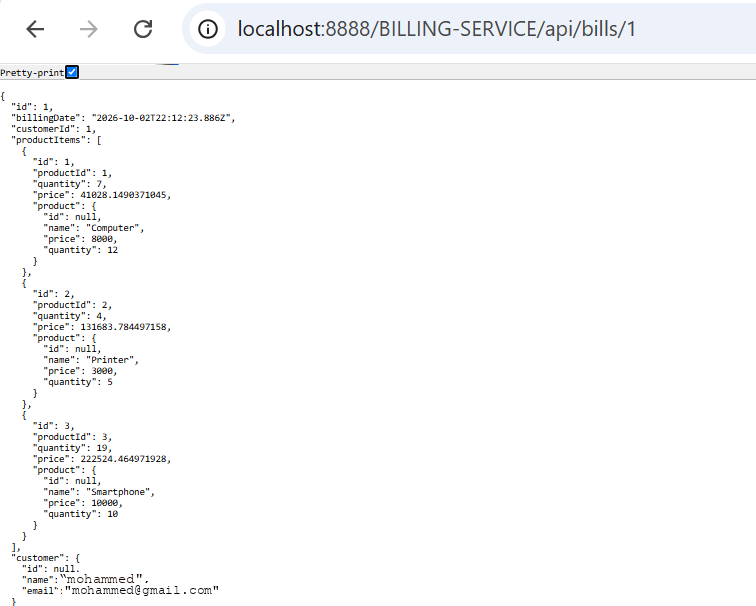 localhost:8888/BILLING-SERVICE/api/bills/1
Pretty-print
{
  "id": 1,
  "billingDate": "2026-10-02T22:12:23.886Z",
  "customerId": 1,
  "productItems": [
    {
      "id": 1,
      "productId": 1,
      "quantity": 7,
      "price": 41028.1490371045,
      "product": {
        "id": null,
        "name": "Computer",
        "price": 8000,
        "quantity": 12
      }
    },
    {
      "id": 2,
      "productId": 2,
      "quantity": 4,
      "price": 131683.784497158,
      "product": {
        "id": null,
        "name": "Printer",
        "price": 3000,
        "quantity": 5
      }
    },
    {
      "id": 3,
      "productId": 3,
      "quantity": 19,
      "price": 222524.464971928,
      "product": {
        "id": null,
        "name": "Smartphone",
        "price": 10000,
        "quantity": 10
      }
    }
  ],
  "customer": {
    "id": null.
    "name":“mohammed".
    "email":"mohammed@gmail.com"
  }